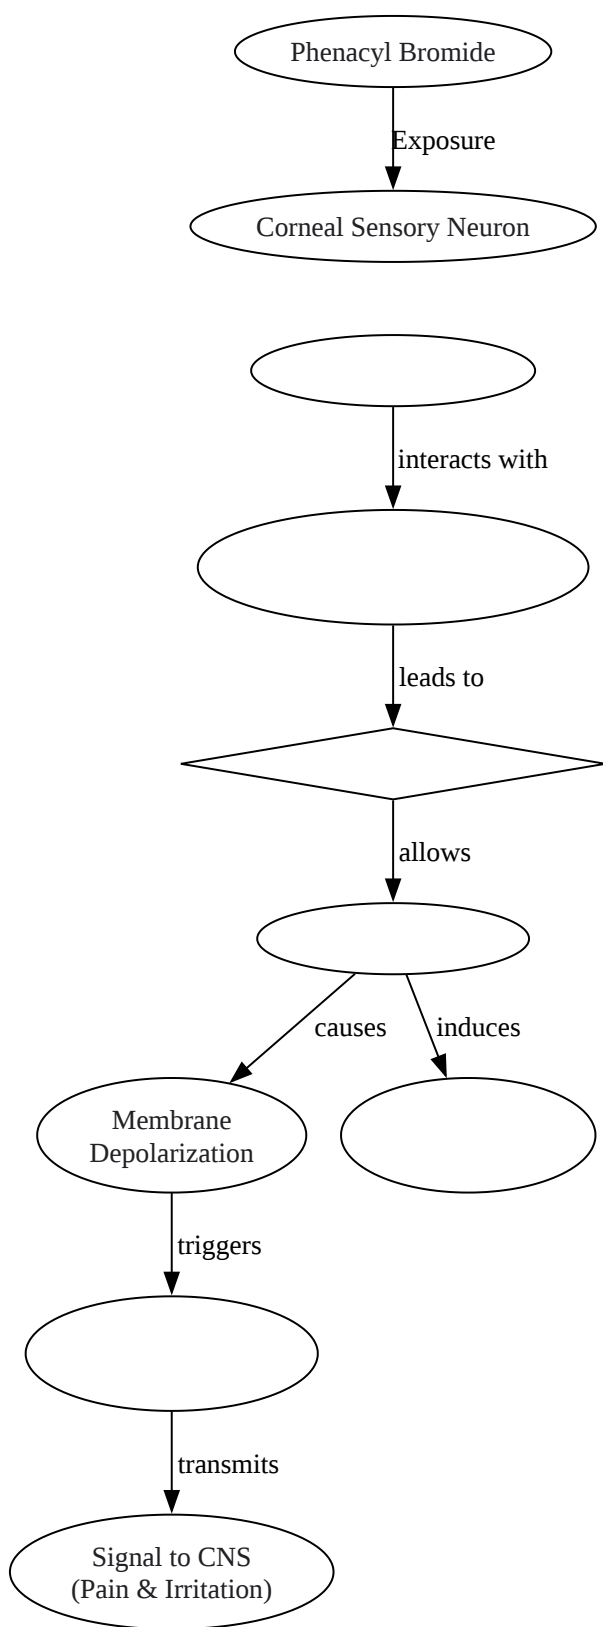 Phenacyl Bromide
Exposure
Corneal Sensory Neuron
interacts with
leads to
allows
causes
induces
Membrane
Depolarization
triggers
transmits
Signal to CNS
(Pain & Irritation)